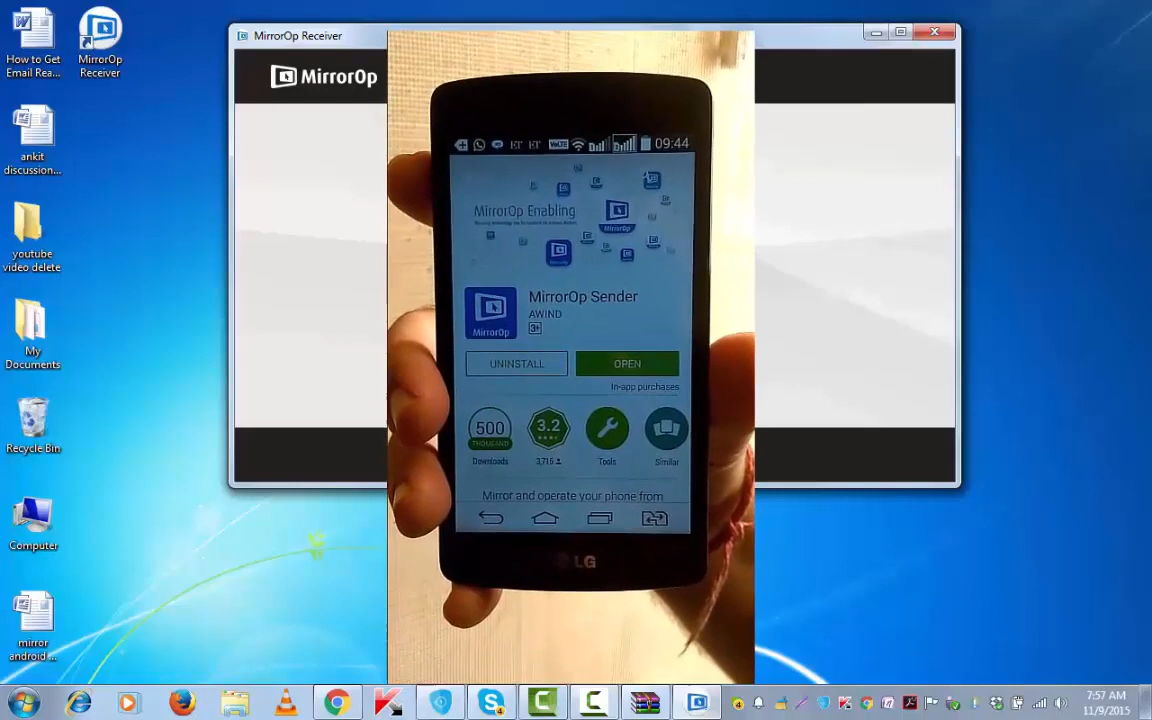 How to Get
Email Rea...
MirrorOp
Receiver
ankit
discussion...
youtube
video delete
My
Documents
Recycle Bin
Computer
mirror
android ...
MirrorOp Receiver
MirrorOp
09:44
MirrorOp Enabling
MirrorOp
MirrorOp
MirrorOp Sender
AWIND
3+
UNINSTALL
OPEN
In-app purchases
500
THOUSAND
Downloads
3.2
3,715
Tools
Similar
Mirror and operate your phone from
LG
7:57 AM
11/9/2015